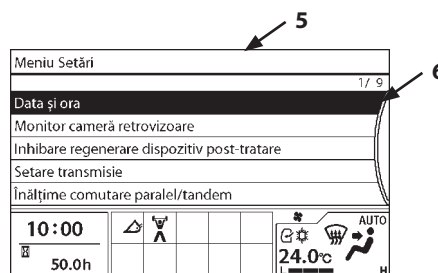 5
6
Meniu Setări
1/ 9
Data și ora
Monitor cameră retrovizoare
Inhibare regenerare dispozitiv post-tratare
Setare transmisie
Înălțime comutare paralel/tandem
10:00
AUTO
24.0°C
50.0h
L
H